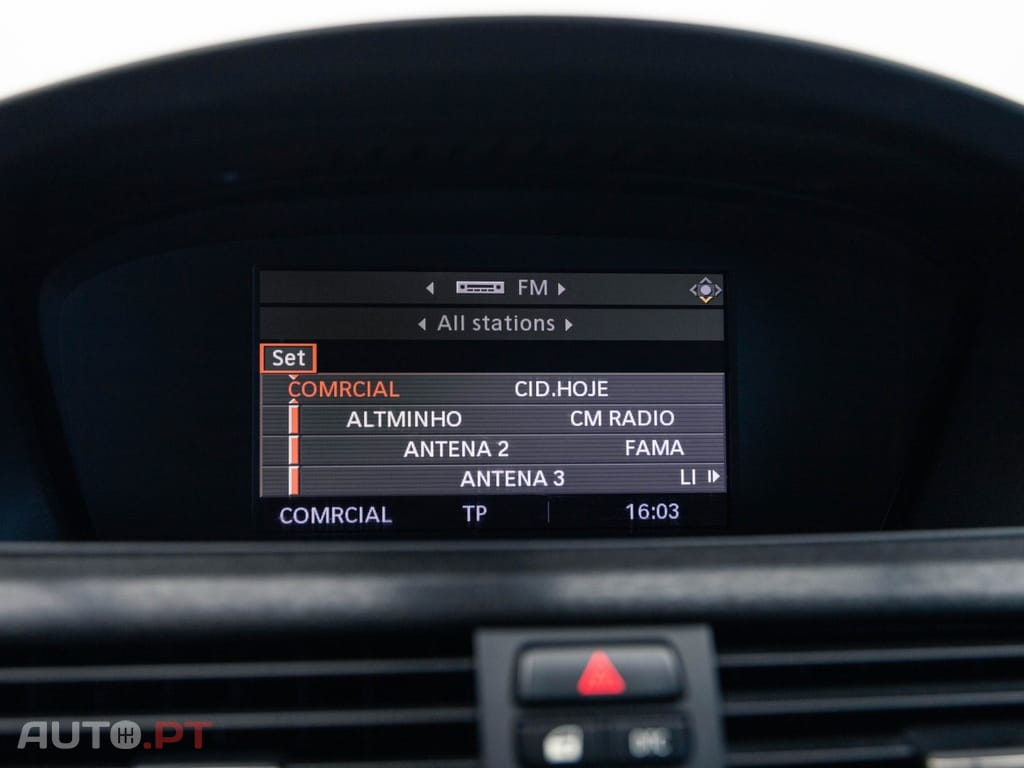 FM
All stations
Set
COMRCIAL CID.HOJE
ALTMINHO CM RADIO
ANTENA 2 FAMA
ANTENA 3 LI
COMRCIAL TP 16:03
AUTO.PT